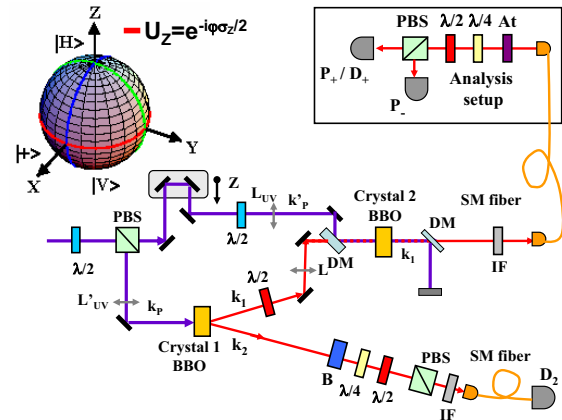 Z
|H⟩
U_Z=e^{-iφσ_Z/2}
|+⟩
Y
X
|V⟩
PBS
λ/2
λ/4
At
P₊/D₊
Analysis
setup
P₋
Z
L_UV
k'_P
Crystal 2
BBO
SM fiber
PBS
λ/2
DM
λ/2
DM
k₁
IF
L
λ/2
L'_UV
k_P
k₁
k₂
Crystal 1
BBO
B
λ/4
λ/2
PBS
IF
SM fiber
D₂